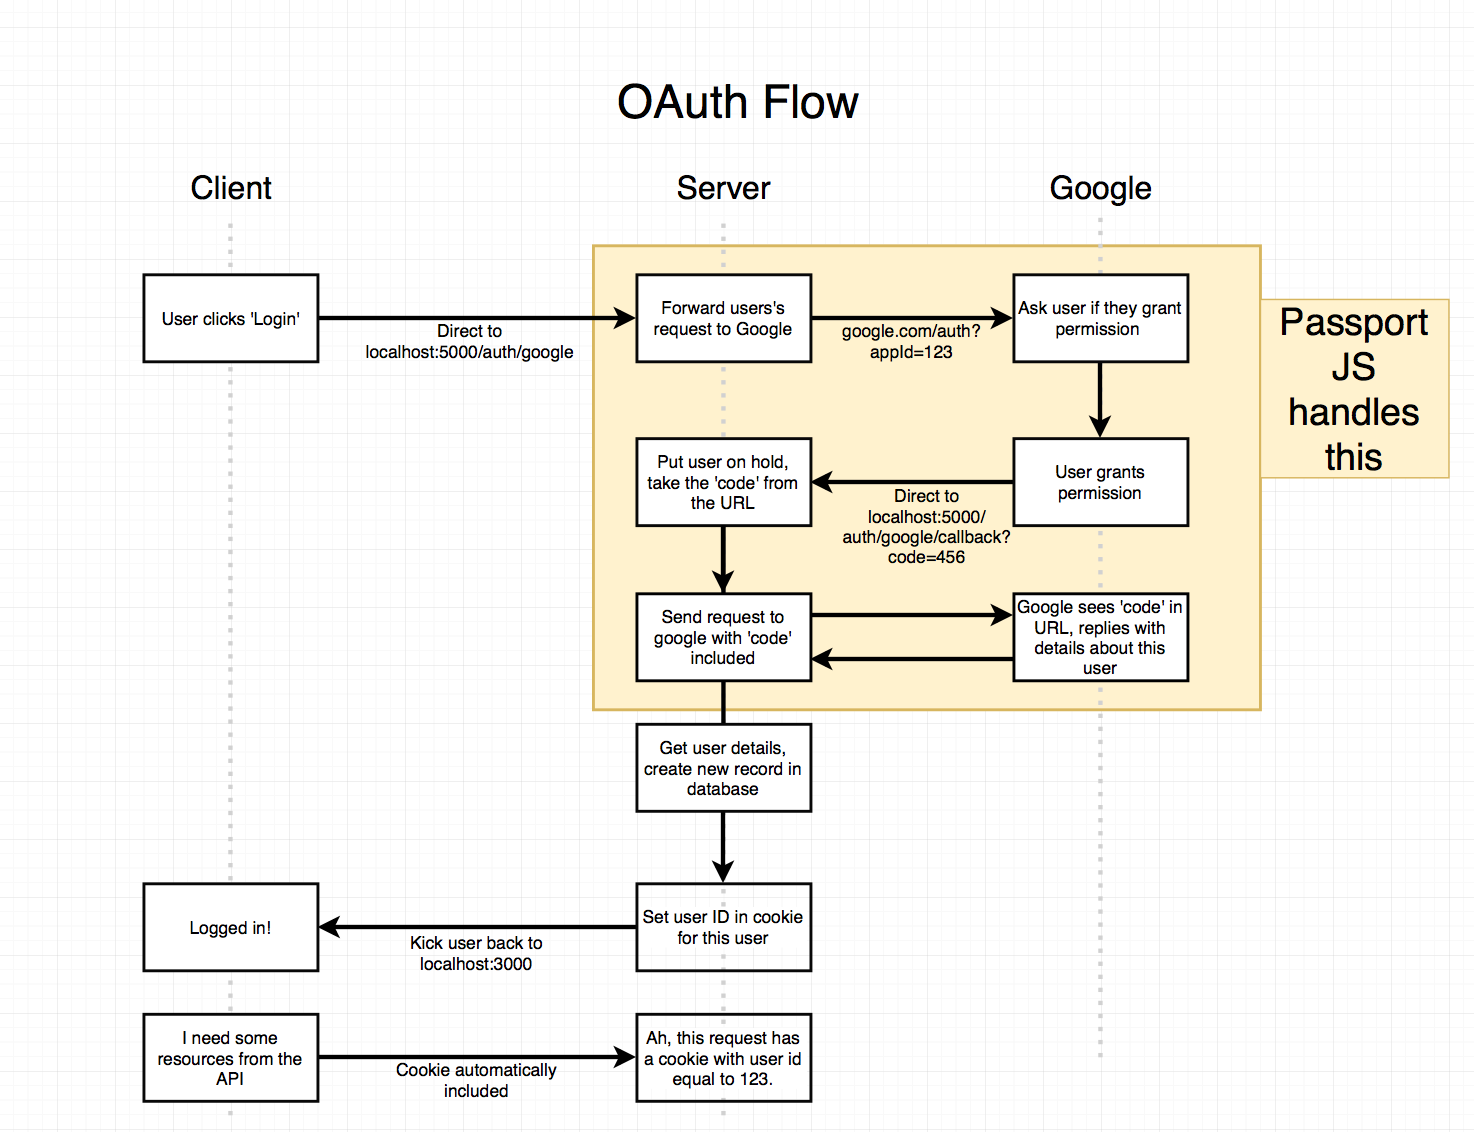 OAuth Flow
Client
Server
Google
User clicks 'Login'
Direct to
localhost:5000/auth/google
Forward users's
request to Google
google.com/auth?
appId=123
Ask user if they grant
permission
Passport
JS
handles
this
Put user on hold,
take the 'code' from
the URL
Direct to
localhost:5000/
auth/google/callback?
code=456
User grants
permission
Send request to
google with 'code'
included
Google sees 'code' in
URL, replies with
details about this
user
Get user details,
create new record in
database
Logged in!
Kick user back to
localhost:3000
Set user ID in cookie
for this user
I need some
resources from the
API
Cookie automatically
included
Ah, this request has
a cookie with user id
equal to 123.